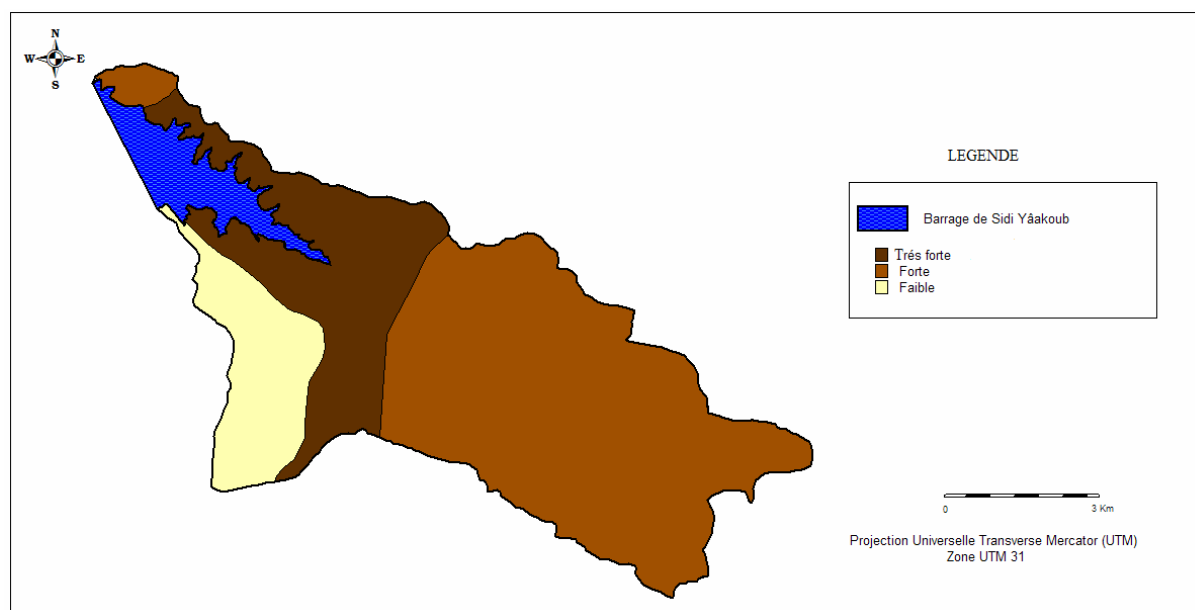 N
W E
S
LEGENDE
Barrage de Sidi Yâakoub
Trés forte
Forte
Faible
0 3 Km
Projection Universelle Transverse Mercator (UTM)
Zone UTM 31